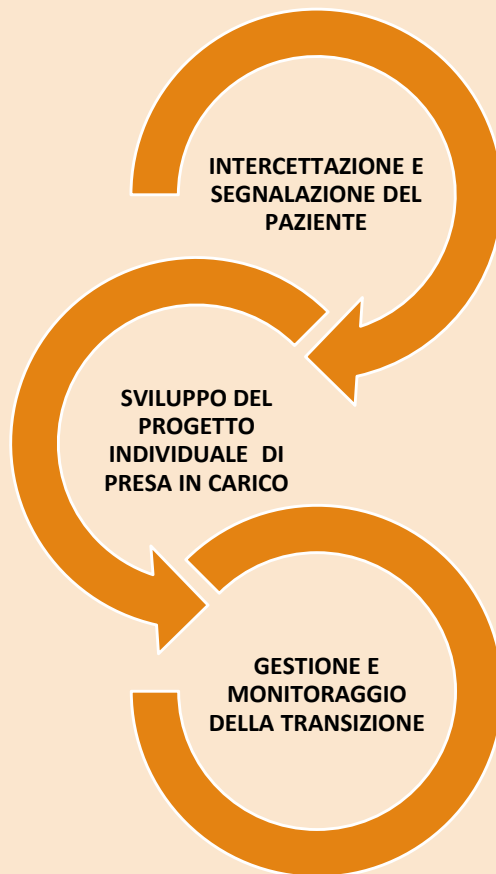 INTERCETTAZIONE E
SEGNALAZIONE DEL
PAZIENTE
SVILUPPO DEL
PROGETTO
INDIVIDUALE DI
PRESA IN CARICO
GESTIONE E
MONITORAGGIO
DELLA TRANSIZIONE